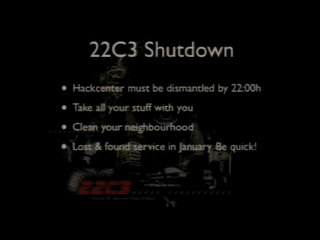 22C3 Shutdown
Hackcenter must be dismantled by 22:00h
Take all your stuff with you
Clean your neighbourhood
Lost & found service in January. Be quick!
22C3